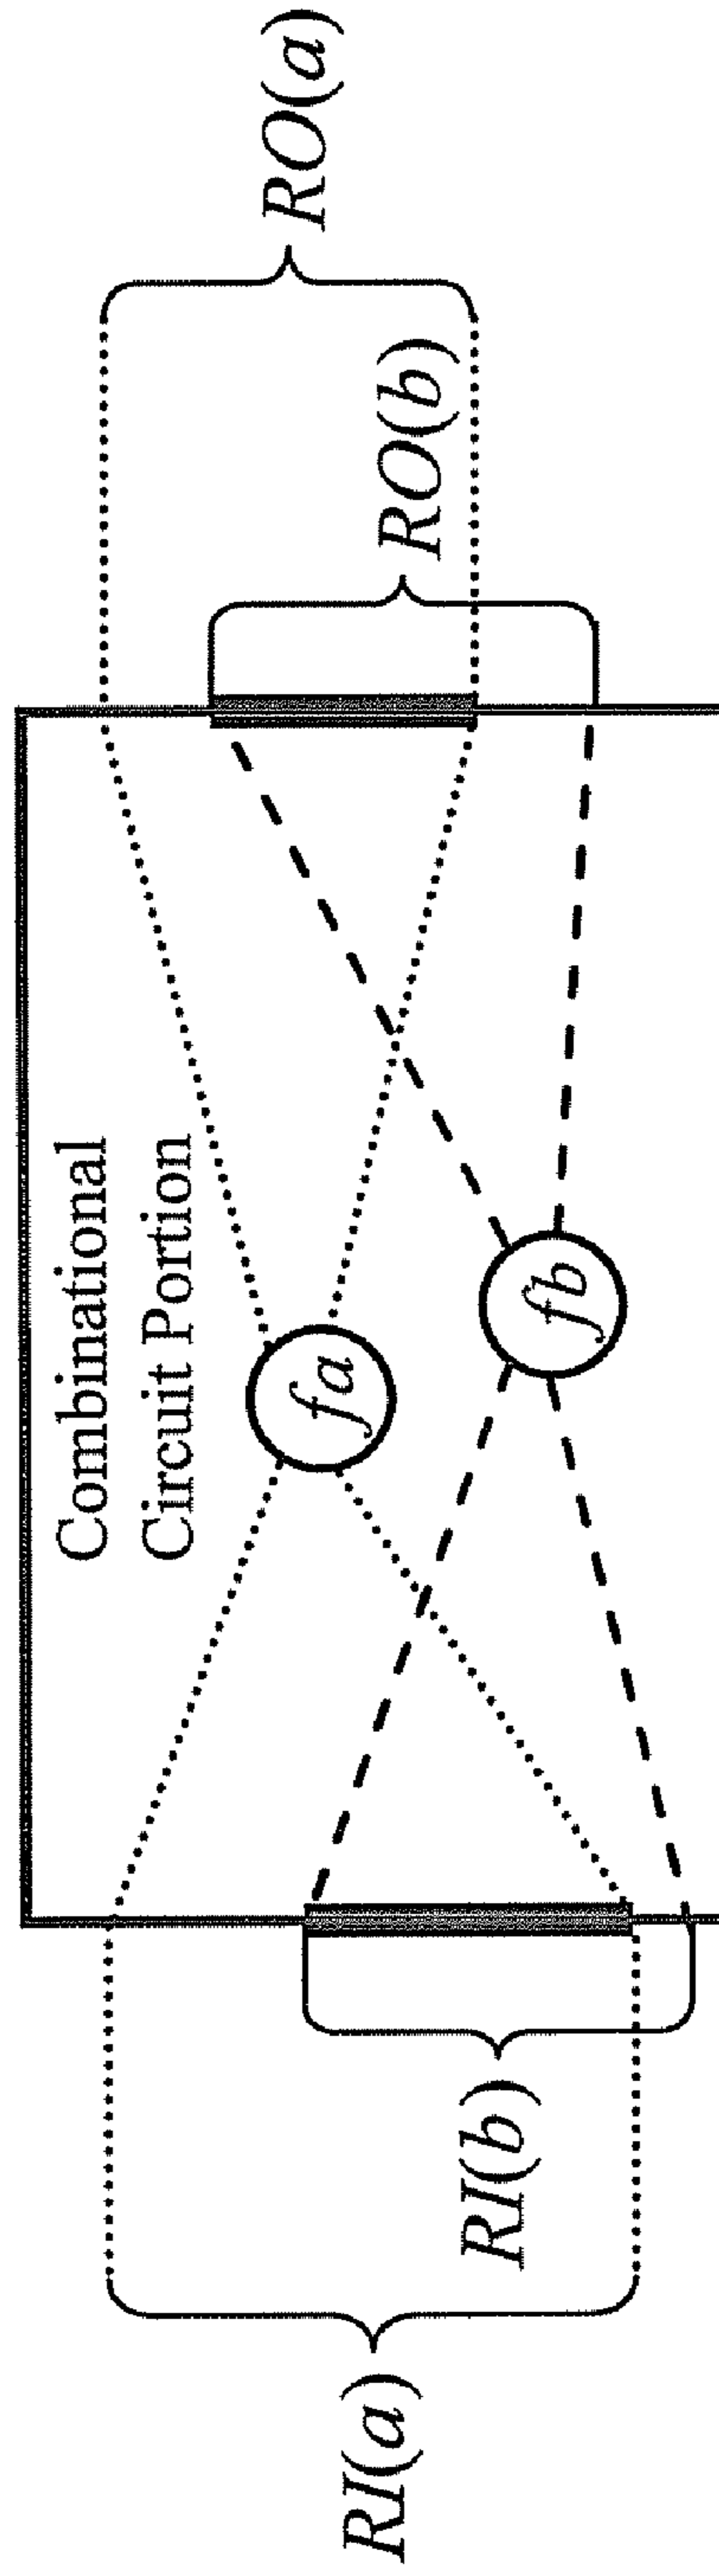 Combinational
Circuit Portion
RI(a)
RI(b)
fa
fb
RO(b)
RO(a)